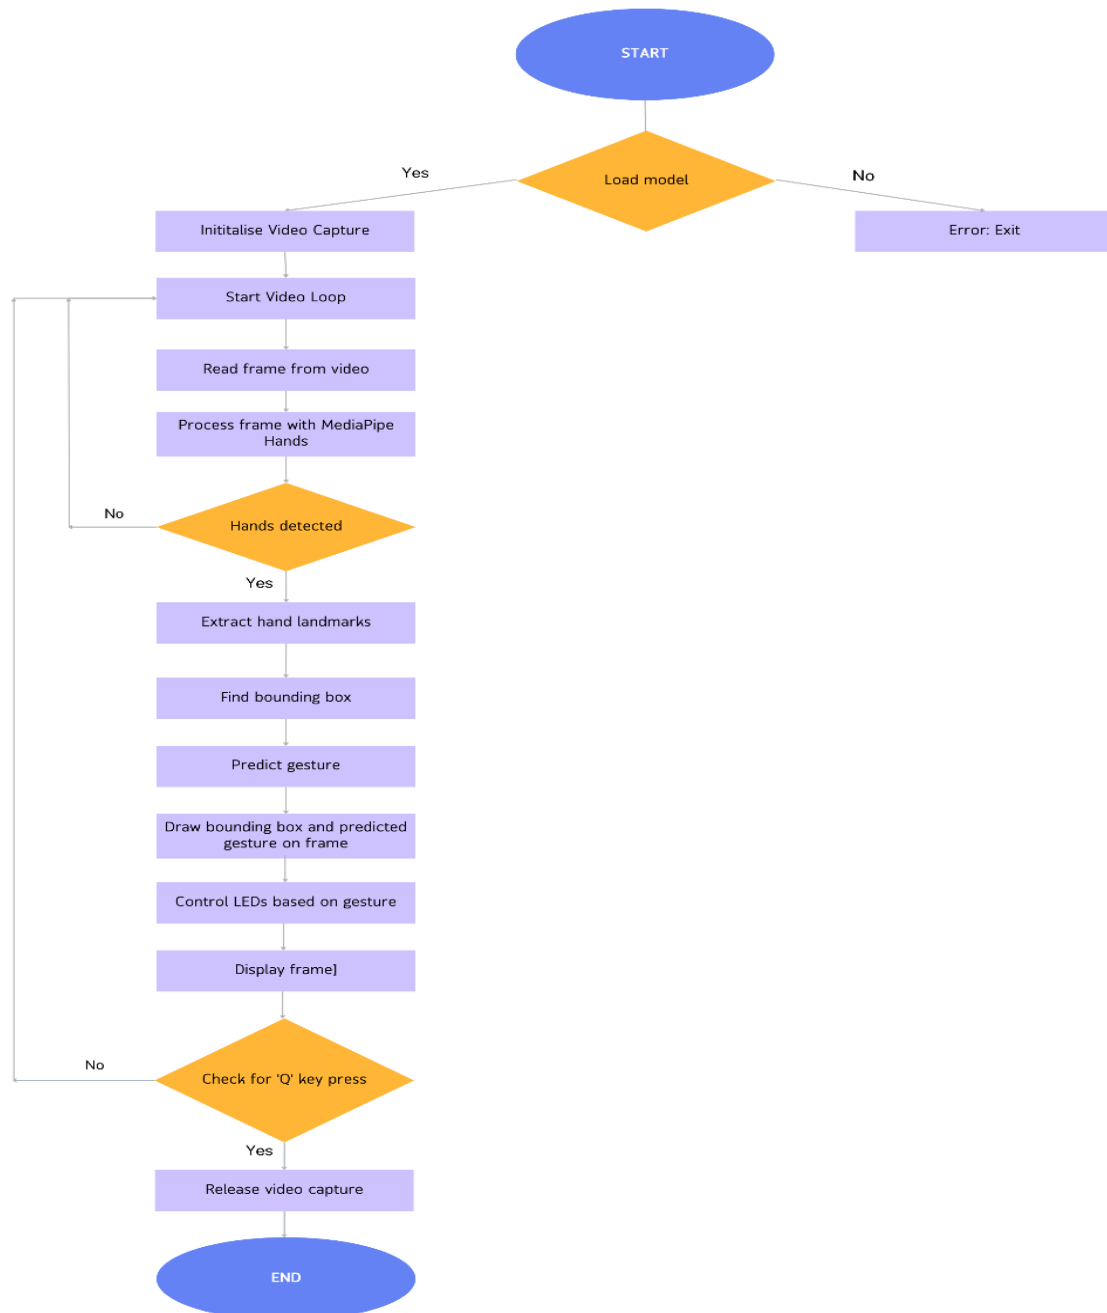 START
Load model
Yes
No
Inititalise Video Capture
Error: Exit
Start Video Loop
Read frame from video
Process frame with MediaPipe
Hands
Hands detected
No
Yes
Extract hand landmarks
Find bounding box
Predict gesture
Draw bounding box and predicted
gesture on frame
Control LEDs based on gesture
Display frame]
Check for 'Q' key press
No
Yes
Release video capture
END